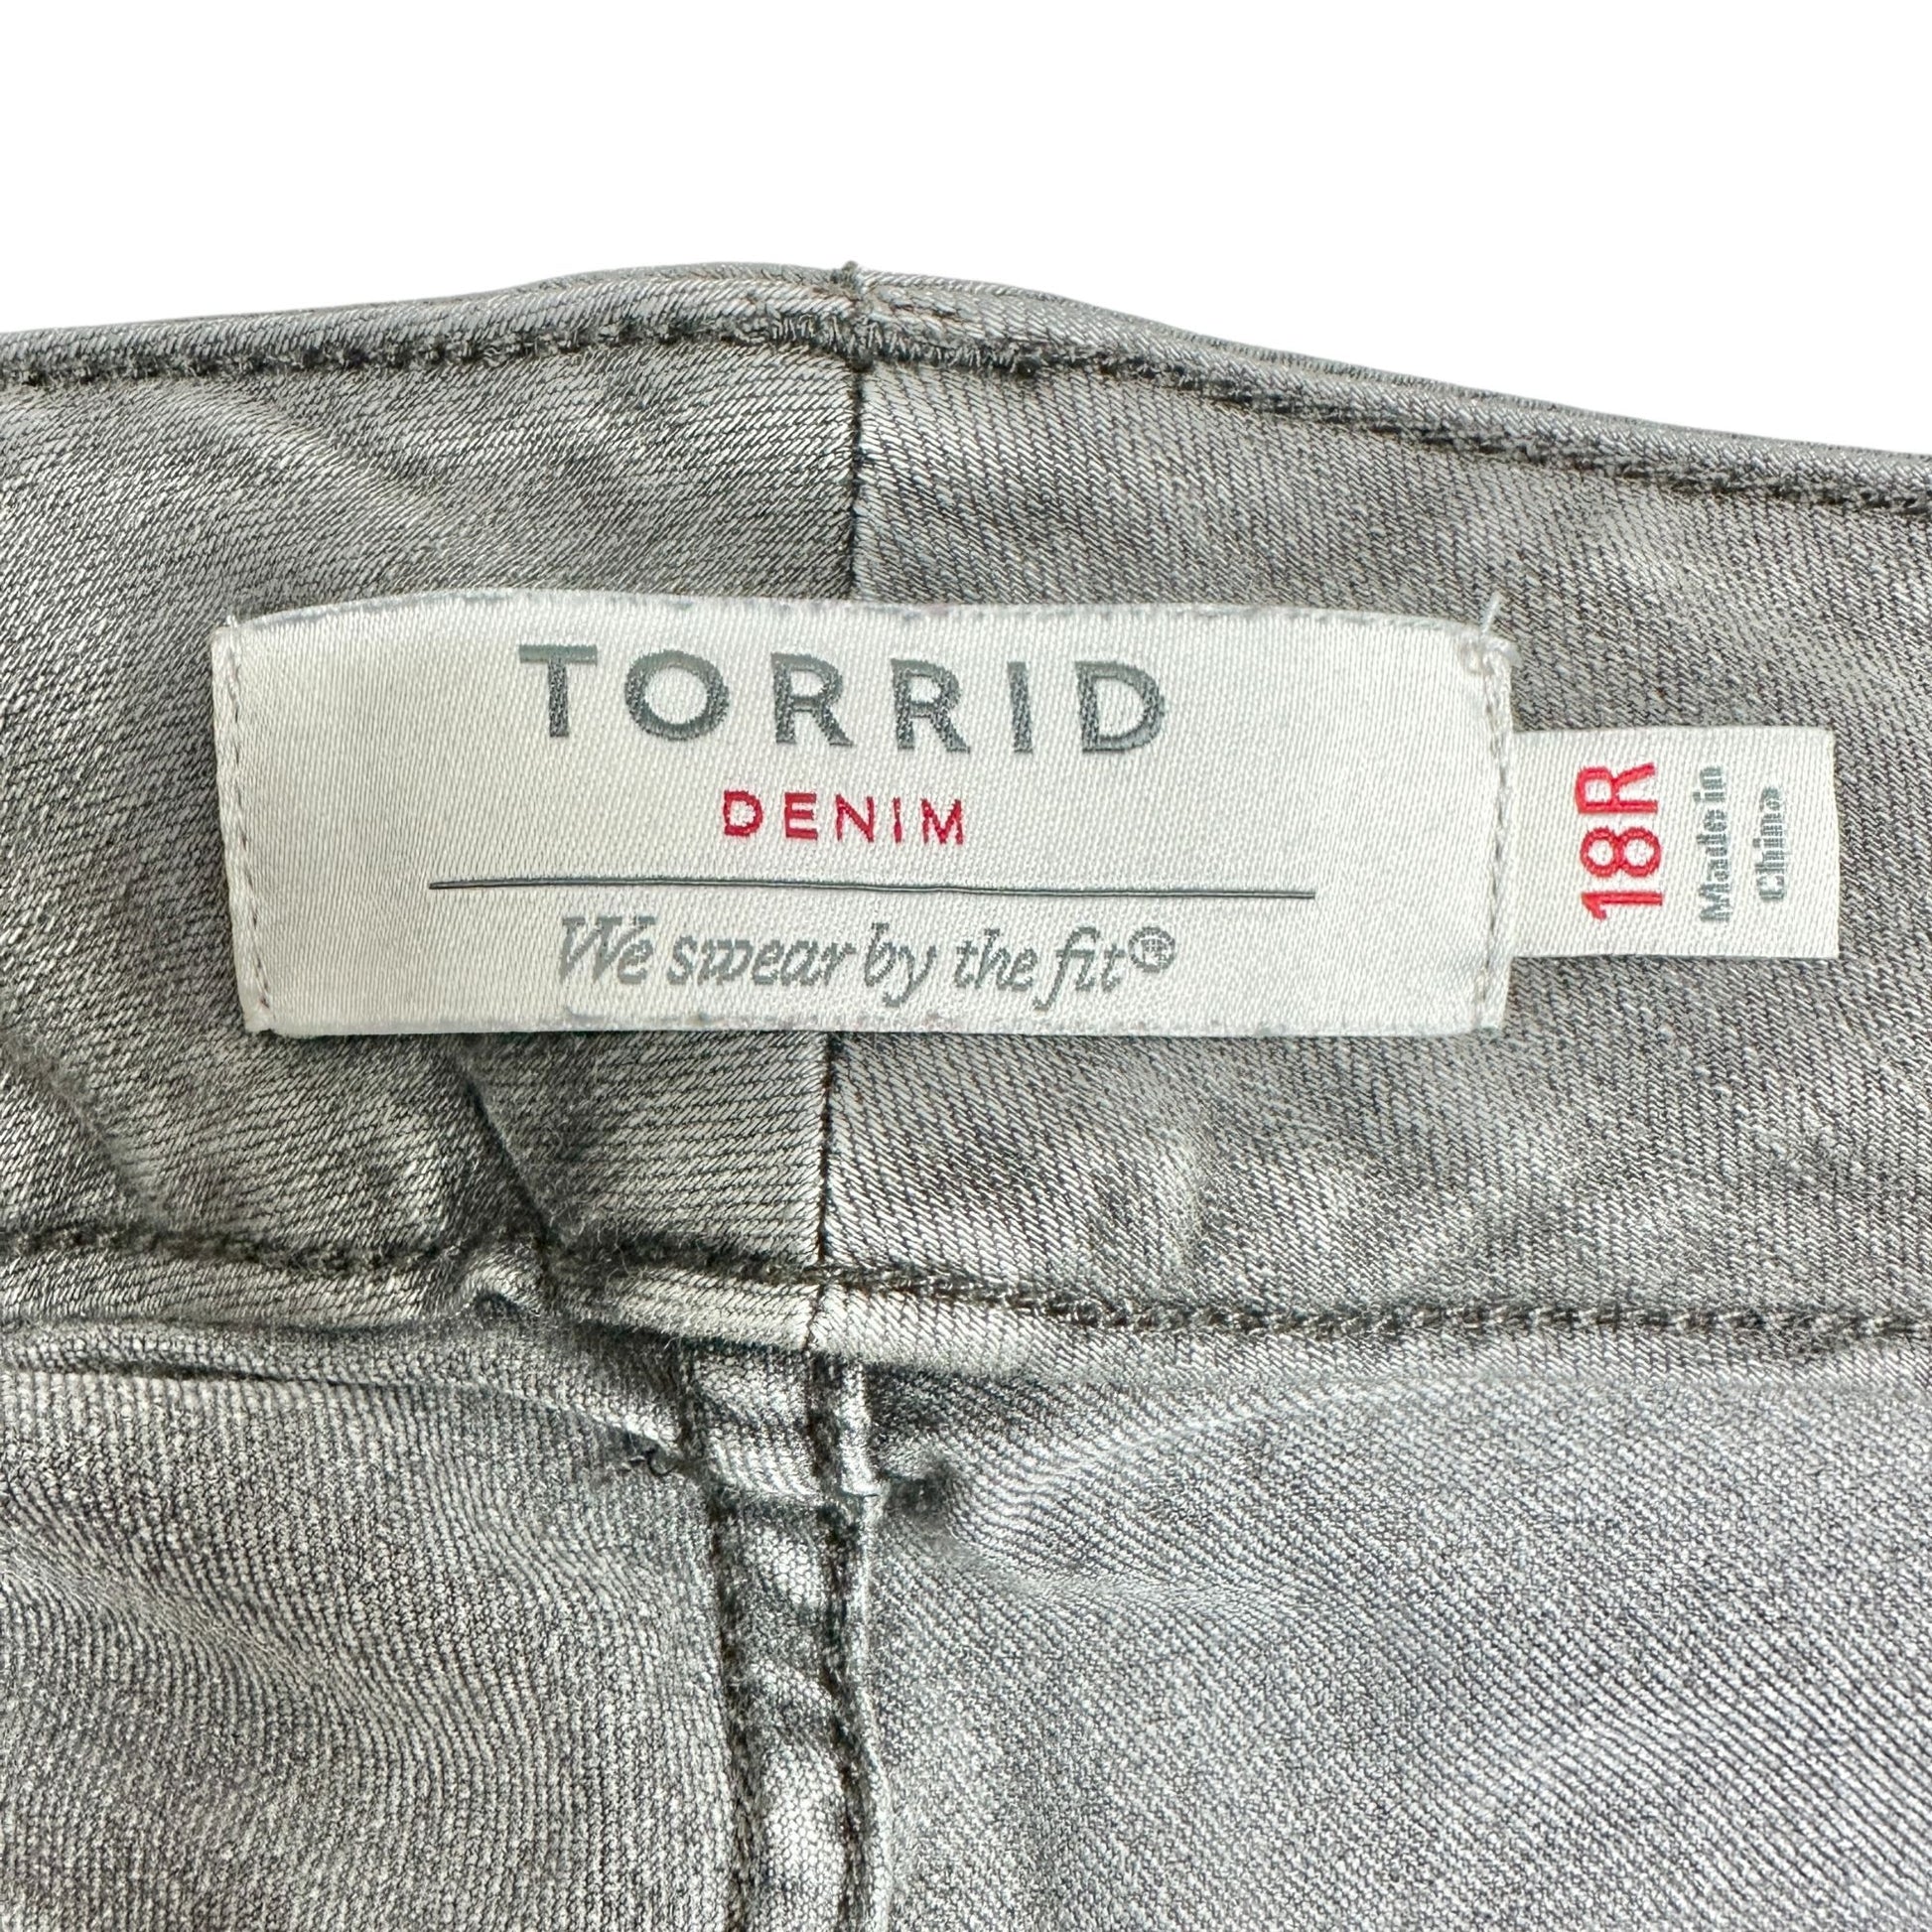 TORRID
DENIM
We swear by the fit®
18R
Made in
China